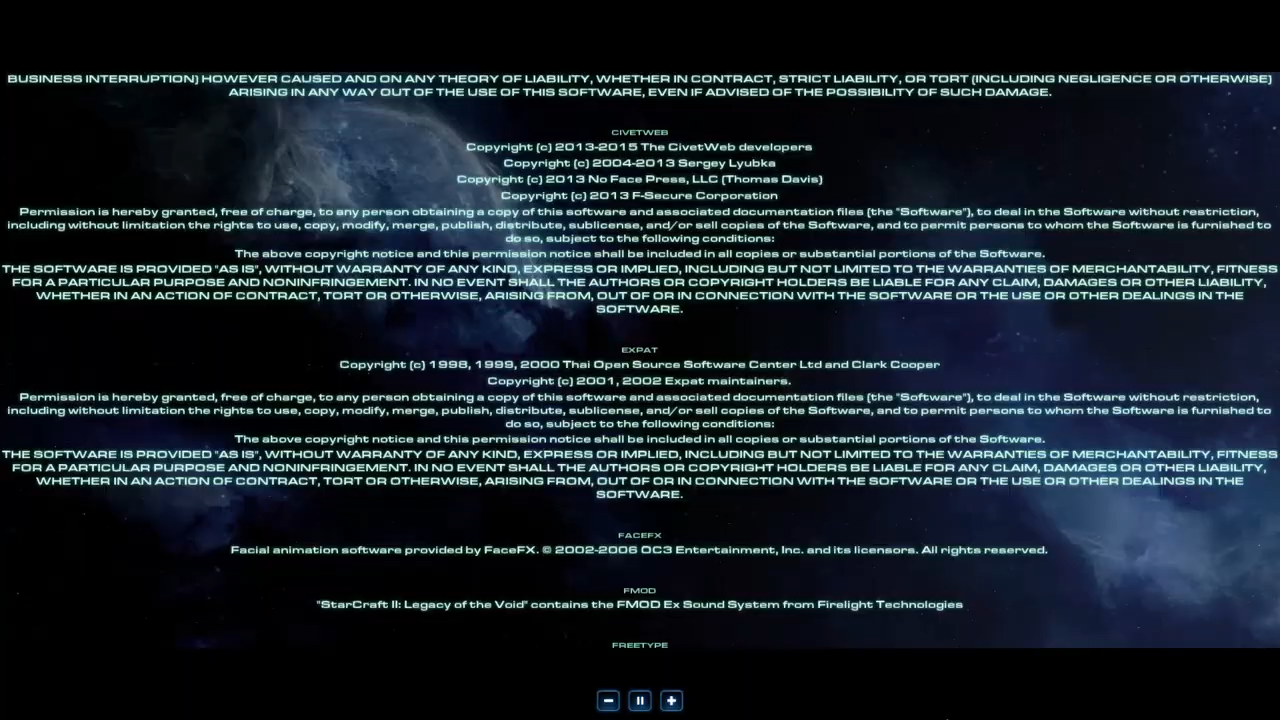 BUSINESS INTERRUPTION) HOWEVER CAUSED AND ON ANY THEORY OF LIABILITY, WHETHER IN CONTRACT, STRICT LIABILITY, OR TORT (INCLUDING NEGLIGENCE OR OTHERWISE)
ARISING IN ANY WAY OUT OF THE USE OF THIS SOFTWARE, EVEN IF ADVISED OF THE POSSIBILITY OF SUCH DAMAGE.
CIVETWEB
Copyright (c) 2013-2015 The CivetWeb developers
Copyright (c) 2004-2013 Sergey Lyubka
Copyright (c) 2013 No Face Press, LLC (Thomas Davis)
Copyright (c) 2013 F-Secure Corporation
Permission is hereby granted, free of charge, to any person obtaining a copy of this software and associated documentation files (the "Software"), to deal in the Software without restriction,
including without limitation the rights to use, copy, modify, merge, publish, distribute, sublicense, and/or sell copies of the Software, and to permit persons to whom the Software is furnished to
do so, subject to the following conditions:
The above copyright notice and this permission notice shall be included in all copies or substantial portions of the Software.
THE SOFTWARE IS PROVIDED "AS IS", WITHOUT WARRANTY OF ANY KIND, EXPRESS OR IMPLIED, INCLUDING BUT NOT LIMITED TO THE WARRANTIES OF MERCHANTABILITY, FITNESS
FOR A PARTICULAR PURPOSE AND NONINFRINGEMENT. IN NO EVENT SHALL THE AUTHORS OR COPYRIGHT HOLDERS BE LIABLE FOR ANY CLAIM, DAMAGES OR OTHER LIABILITY,
WHETHER IN AN ACTION OF CONTRACT, TORT OR OTHERWISE, ARISING FROM, OUT OF OR IN CONNECTION WITH THE SOFTWARE OR THE USE OR OTHER DEALINGS IN THE
SOFTWARE.
EXPAT
Copyright (c) 1998, 1999, 2000 Thai Open Source Software Center Ltd and Clark Cooper
Copyright (c) 2001, 2002 Expat maintainers.
Permission is hereby granted, free of charge, to any person obtaining a copy of this software and associated documentation files (the "Software"), to deal in the Software without restriction,
including without limitation the rights to use, copy, modify, merge, publish, distribute, sublicense, and/or sell copies of the Software, and to permit persons to whom the Software is furnished to
do so, subject to the following conditions:
The above copyright notice and this permission notice shall be included in all copies or substantial portions of the Software.
THE SOFTWARE IS PROVIDED "AS IS", WITHOUT WARRANTY OF ANY KIND, EXPRESS OR IMPLIED, INCLUDING BUT NOT LIMITED TO THE WARRANTIES OF MERCHANTABILITY, FITNESS
FOR A PARTICULAR PURPOSE AND NONINFRINGEMENT. IN NO EVENT SHALL THE AUTHORS OR COPYRIGHT HOLDERS BE LIABLE FOR ANY CLAIM, DAMAGES OR OTHER LIABILITY,
WHETHER IN AN ACTION OF CONTRACT, TORT OR OTHERWISE, ARISING FROM, OUT OF OR IN CONNECTION WITH THE SOFTWARE OR THE USE OR OTHER DEALINGS IN THE
SOFTWARE.
FACEFX
Facial animation software provided by FaceFX. © 2002-2006 OC3 Entertainment, Inc. and its licensors. All rights reserved.
FMOD
"StarCraft II: Legacy of the Void" contains the FMOD Ex Sound System from Firelight Technologies
FREETYPE